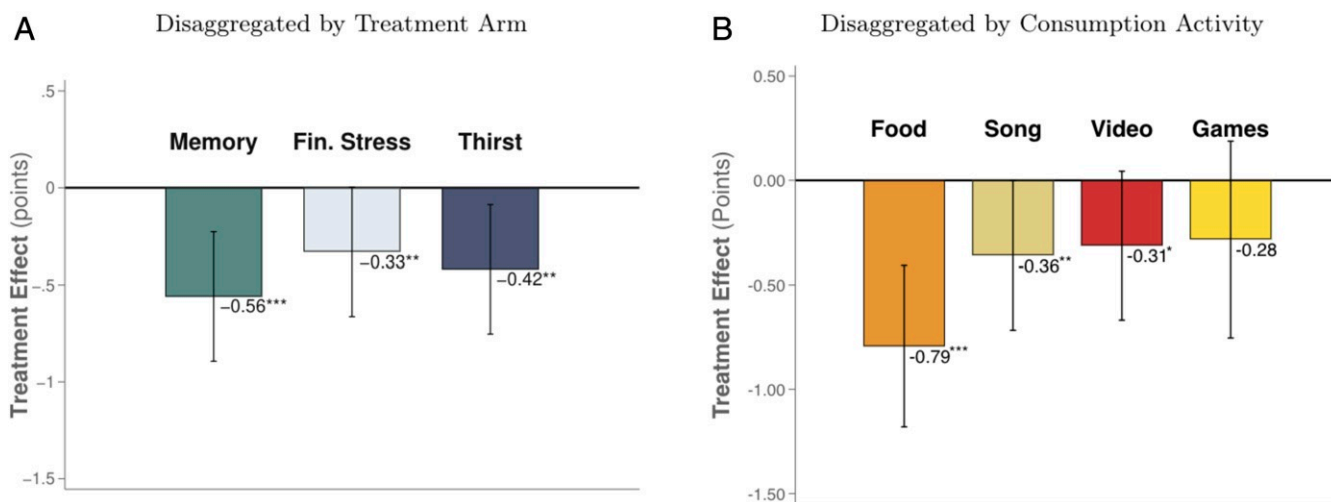 A
Disaggregated by Treatment Arm
Treatment Effect (points)
.5
0
−.5
−1
−1.5
Memory
Fin. Stress
Thirst
−0.56***
−0.33**
−0.42**
B
Disaggregated by Consumption Activity
Treatment Effect (Points)
0.50
0.00
-0.50
-1.00
-1.50
Food
Song
Video
Games
-0.79***
-0.36**
-0.31*
-0.28